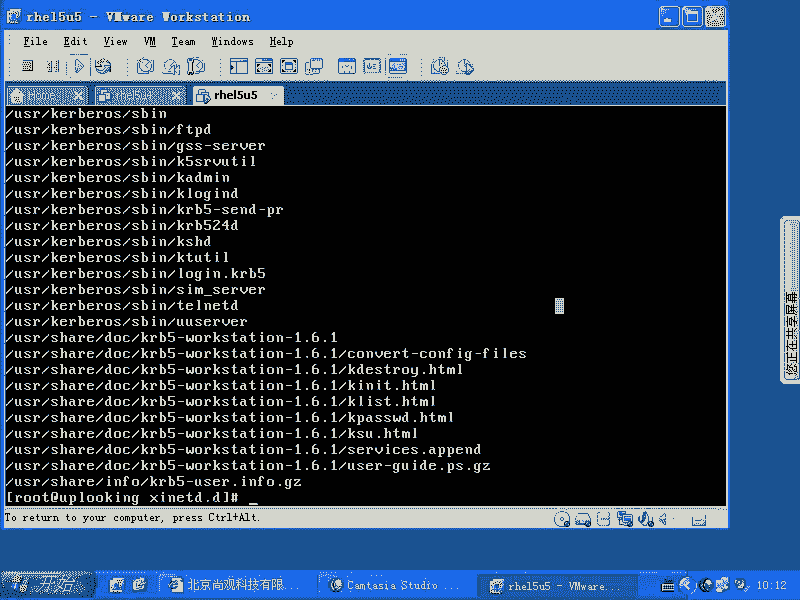 rhel5u5 - VMware Workstation
File Edit View VM Team Windows Help
Home rhel5u4 rhel5u5
/usr/kerberos/sbin
/usr/kerberos/sbin/ftpd
/usr/kerberos/sbin/gss-server
/usr/kerberos/sbin/k5srvutil
/usr/kerberos/sbin/kadmin
/usr/kerberos/sbin/klogind
/usr/kerberos/sbin/krb5-send-pr
/usr/kerberos/sbin/krb524d
/usr/kerberos/sbin/kshd
/usr/kerberos/sbin/ktutil
/usr/kerberos/sbin/login.krb5
/usr/kerberos/sbin/sim_server
/usr/kerberos/sbin/telnetd
/usr/kerberos/sbin/uuserver
/usr/share/doc/krb5-workstation-1.6.1
/usr/share/doc/krb5-workstation-1.6.1/convert-config-files
/usr/share/doc/krb5-workstation-1.6.1/kdestroy.html
/usr/share/doc/krb5-workstation-1.6.1/kinit.html
/usr/share/doc/krb5-workstation-1.6.1/klist.html
/usr/share/doc/krb5-workstation-1.6.1/kpasswd.html
/usr/share/doc/krb5-workstation-1.6.1/ksu.html
/usr/share/doc/krb5-workstation-1.6.1/services.append
/usr/share/doc/krb5-workstation-1.6.1/user-guide.ps.gz
/usr/share/info/krb5-user.info.gz
[root@uplooking xinetd.d]# _
To return to your computer, press Ctrl+Alt.
您正在共享屏幕
开始 北京尚观科技有限... Camtasia Studio ... rhel5u5 - VMware... 10:12